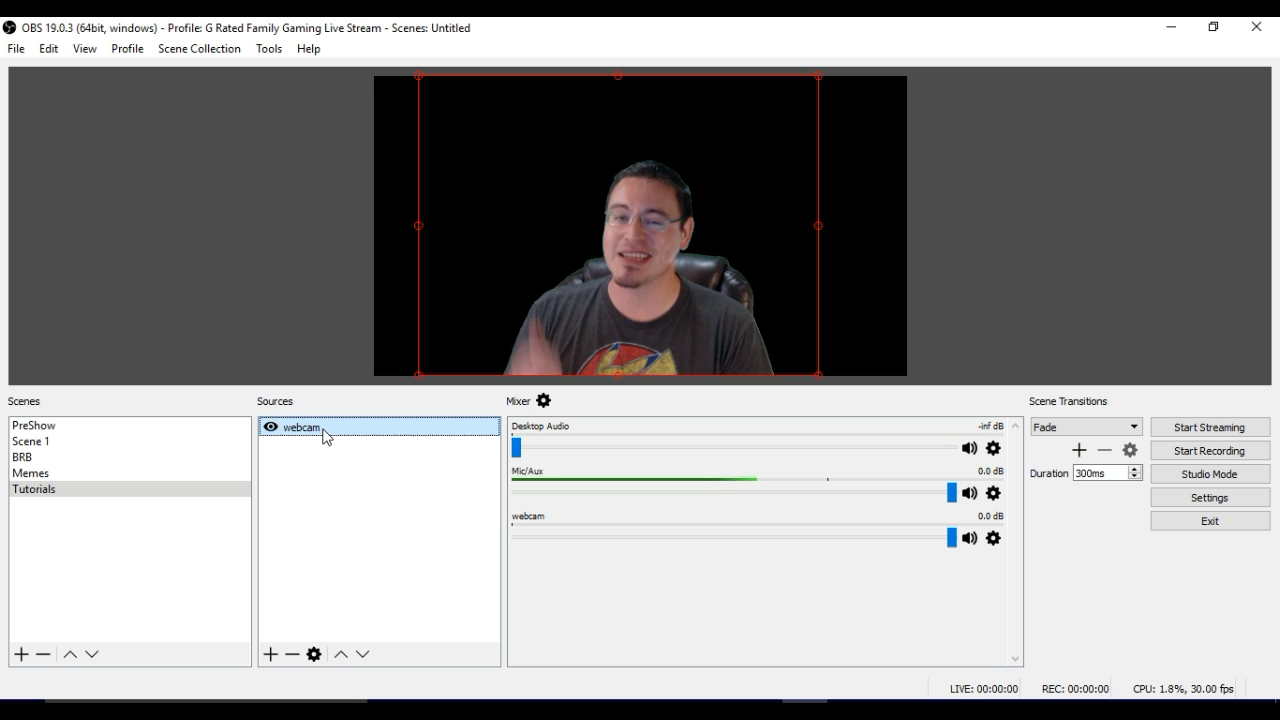 OBS 19.0.3 (64bit, windows) - Profile: G Rated Family Gaming Live Stream - Scenes: Untitled
File Edit View Profile Scene Collection Tools Help
Scenes
PreShow
Scene 1
BRB
Memes
Tutorials
Sources
webcam
Mixer
Desktop Audio -inf dB
Mic/Aux 0.0 dB
webcam 0.0 dB
Scene Transitions
Fade
Duration 300ms
Start Streaming
Start Recording
Studio Mode
Settings
Exit
LIVE: 00:00:00 REC: 00:00:00 CPU: 1.8%, 30.00 fps